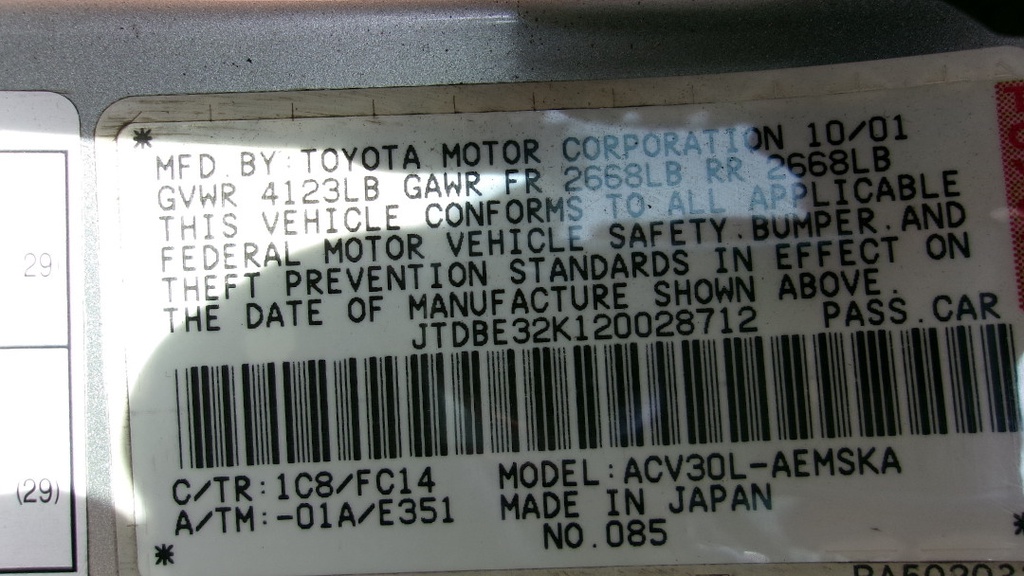 MFD. BY: TOYOTA MOTOR CORPORATION 10/01
GVWR 4123LB GAWR FR 2668LB RR 2668LB
THIS VEHICLE CONFORMS TO ALL APPLICABLE
FEDERAL MOTOR VEHICLE SAFETY.BUMPER.AND
THEFT PREVENTION STANDARDS IN EFFECT ON
THE DATE OF MANUFACTURE SHOWN ABOVE.
JTDBE32K120028712 PASS.CAR
C/TR:1C8/FC14 MODEL:ACV30L-AEMSKA
A/TM:-01A/E351 MADE IN JAPAN
NO.085
29
(29)